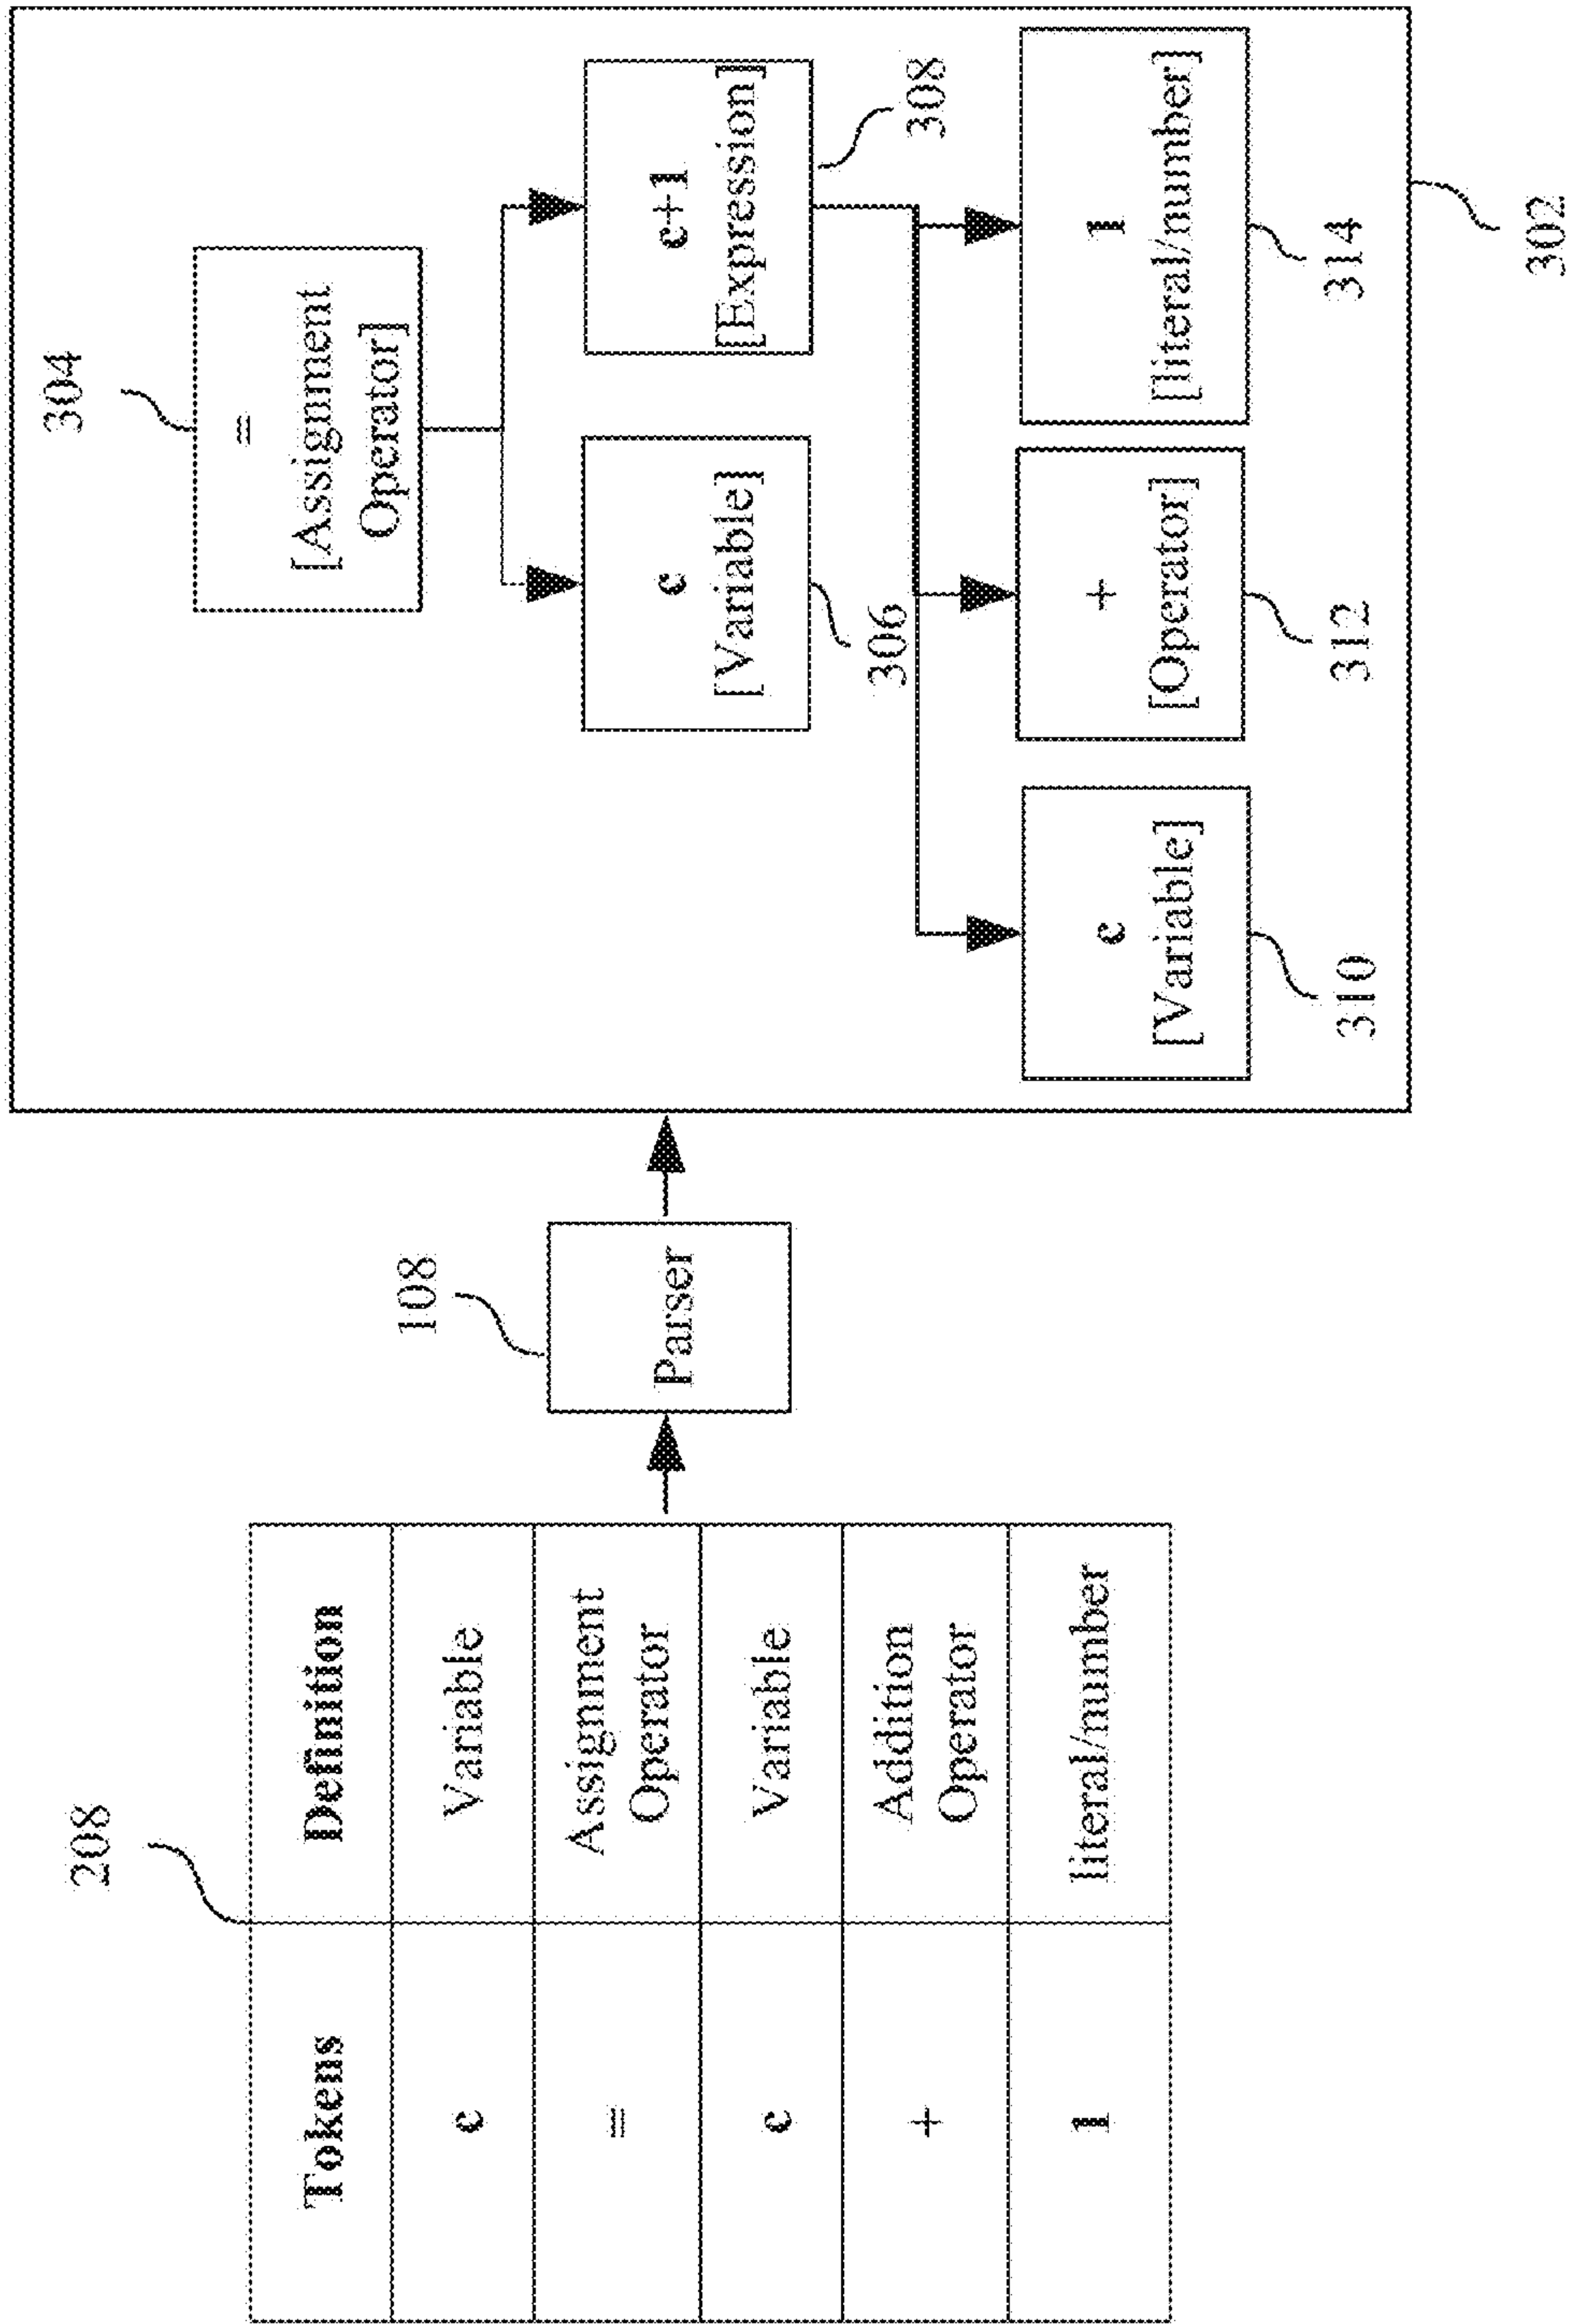 208
Tokens Definition
c Variable
= Assignment
Operator
c Variable
+ Addition
Operator
1 literal/number
108
Parser
304
=
[Assignment
Operator]
c
[Variable]
306
c+1
[Expression]
308
c
[Variable]
310
+
[Operator]
312
1
[literal/number]
314
302